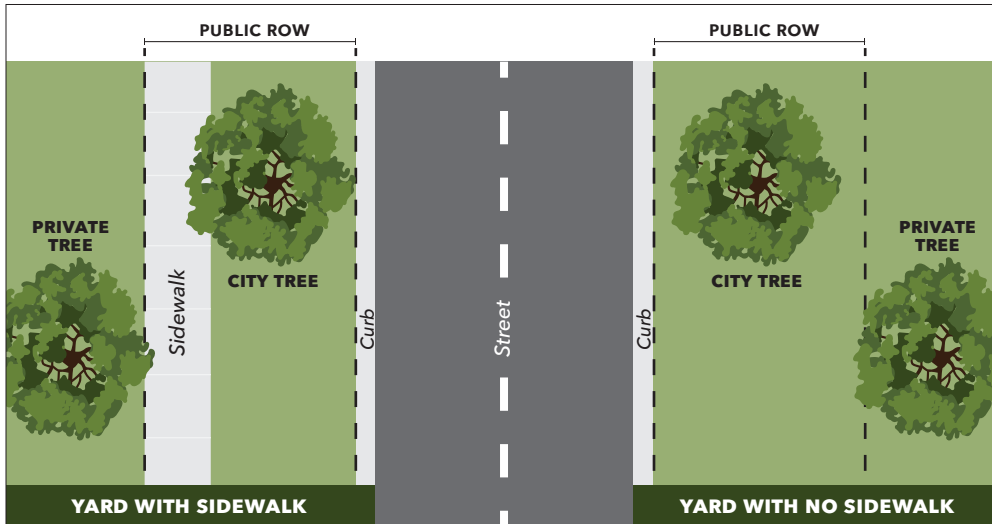 PUBLIC ROW
PUBLIC ROW
PRIVATE
TREE
CITY TREE
Sidewalk
Curb
Street
Curb
CITY TREE
PRIVATE
TREE
YARD WITH SIDEWALK
YARD WITH NO SIDEWALK